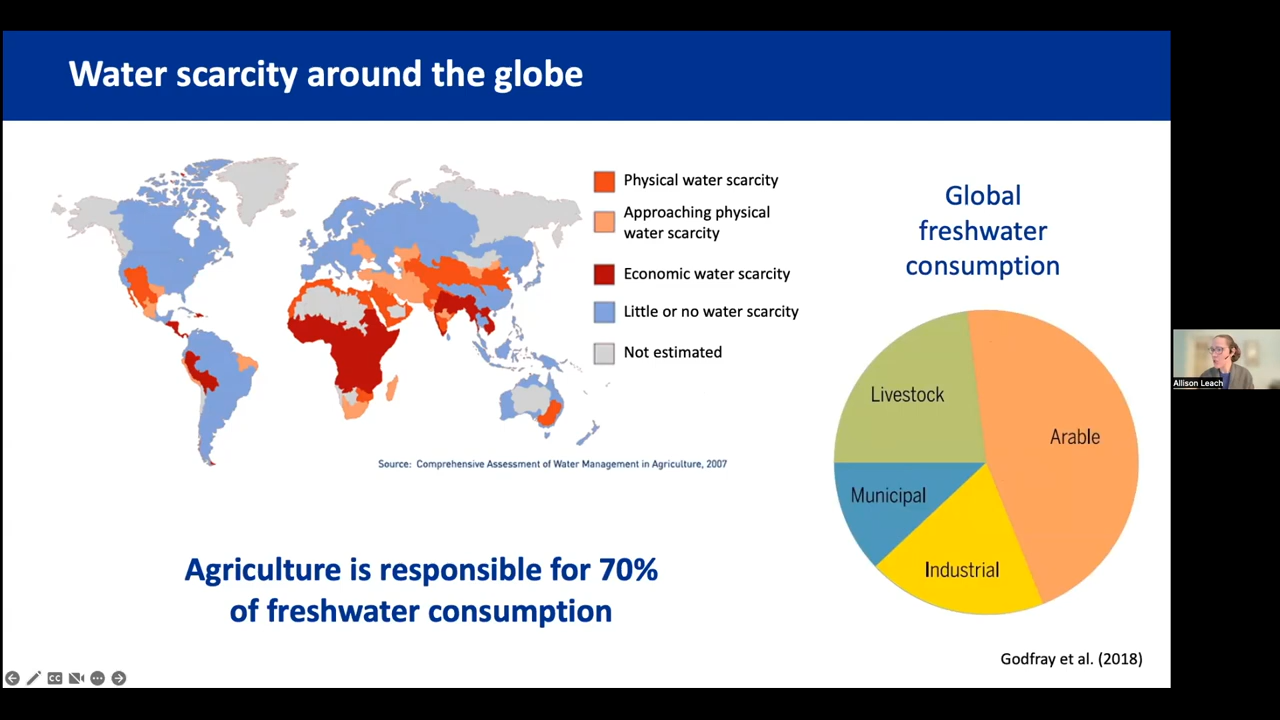 Water scarcity around the globe
Physical water scarcity
Approaching physical
water scarcity
Economic water scarcity
Little or no water scarcity
Not estimated
Source: Comprehensive Assessment of Water Management in Agriculture, 2007
Agriculture is responsible for 70%
of freshwater consumption
Global
freshwater
consumption
Livestock
Arable
Municipal
Industrial
Godfray et al. (2018)
Allison Leach
CC